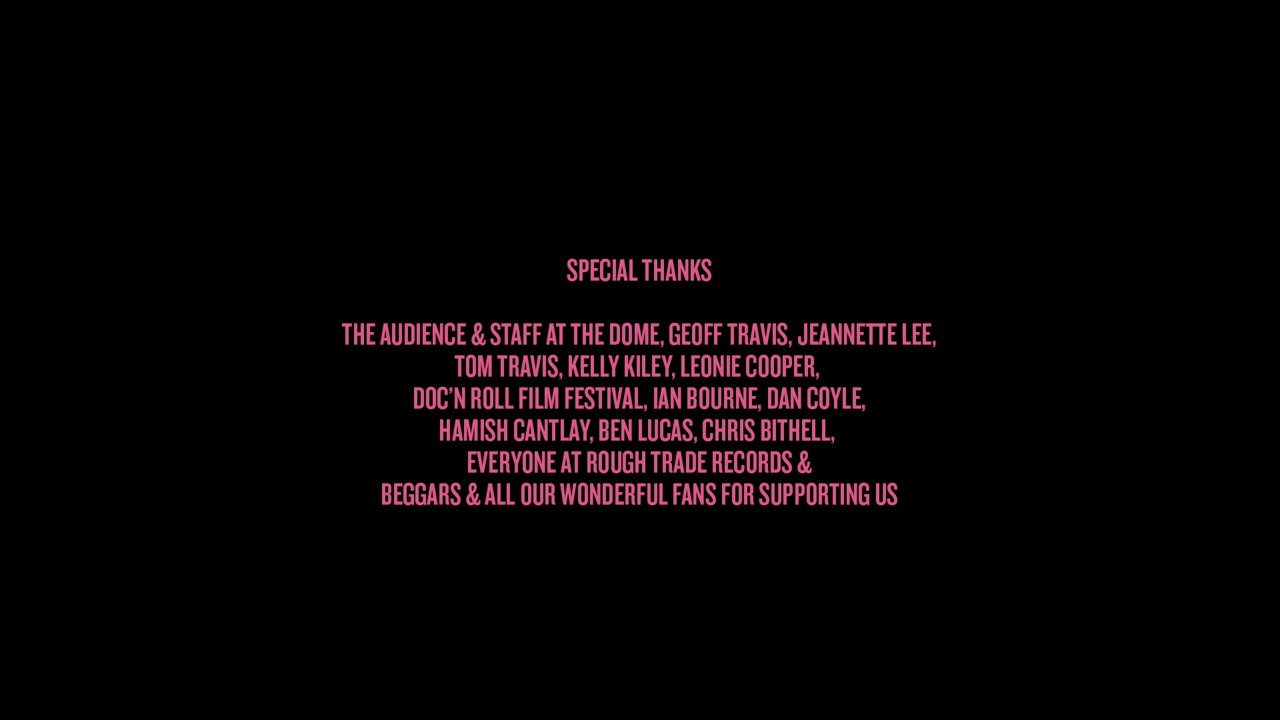 SPECIAL THANKS
THE AUDIENCE & STAFF AT THE DOME, GEOFF TRAVIS, JEANNETTE LEE,
TOM TRAVIS, KELLY KILEY, LEONIE COOPER,
DOC'N ROLL FILM FESTIVAL, IAN BOURNE, DAN COYLE,
HAMISH CANTLAY, BEN LUCAS, CHRIS BITHELL,
EVERYONE AT ROUGH TRADE RECORDS &
BEGGARS & ALL OUR WONDERFUL FANS FOR SUPPORTING US